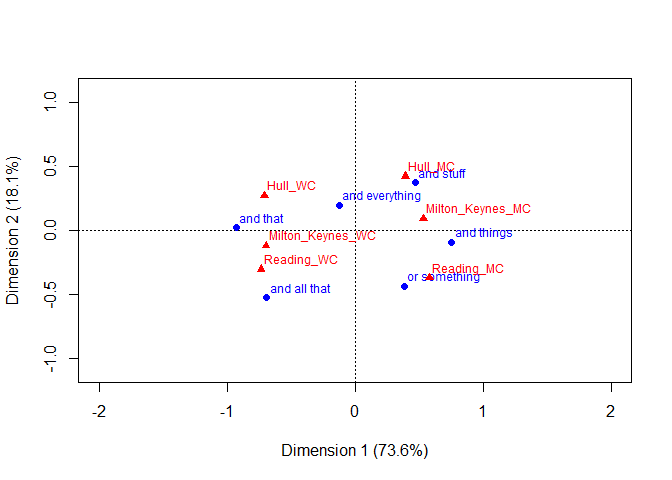 1.0
0.5
0.0
-0.5
-1.0
Dimension 2 (18.1%)
Hull_MC
and stuff
Hull_WC
and everything
Milton_Keynes_MC
and that
Milton_Keynes_WC
and things
Reading_WC
Reading_MC
or something
and all that
-2
-1
0
1
2
Dimension 1 (73.6%)